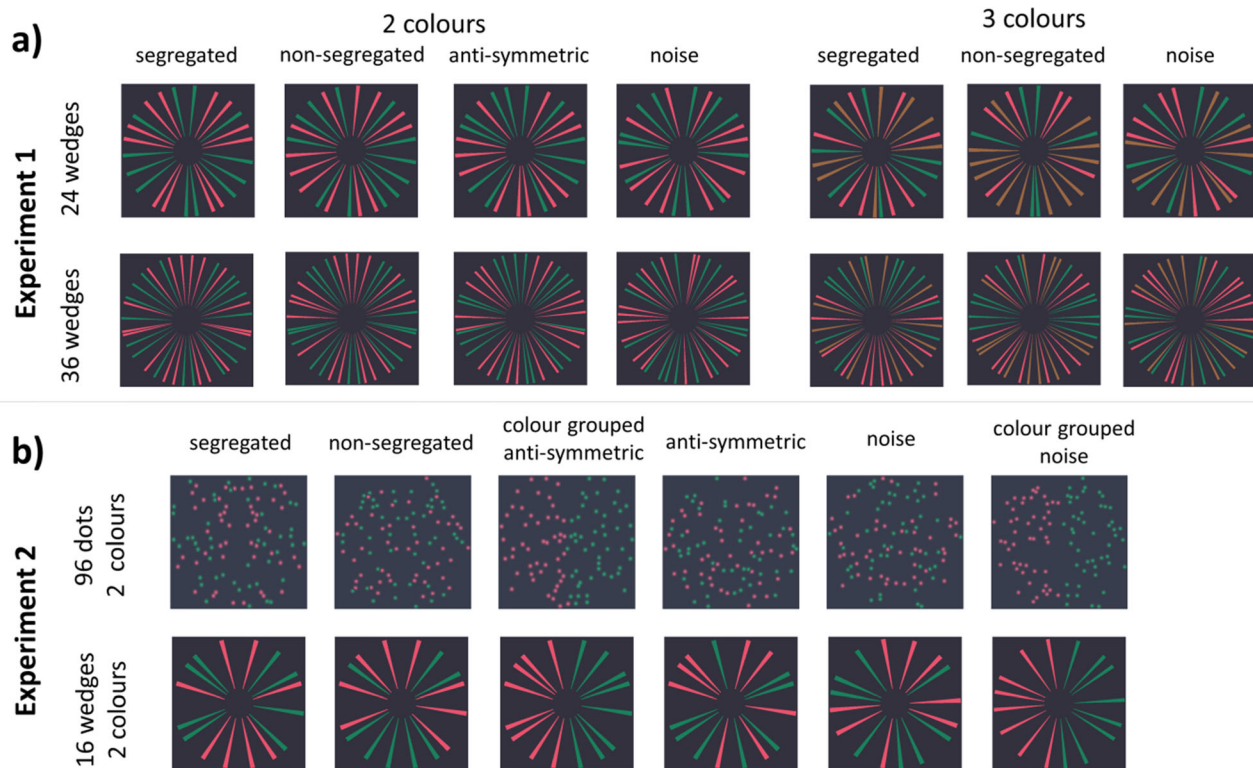 a)
2 colours
3 colours
segregated
non-segregated
anti-symmetric
noise
segregated
non-segregated
noise
Experiment 1
24 wedges
36 wedges
b)
segregated
non-segregated
colour grouped
anti-symmetric
anti-symmetric
noise
colour grouped
noise
Experiment 2
96 dots
2 colours
16 wedges
2 colours